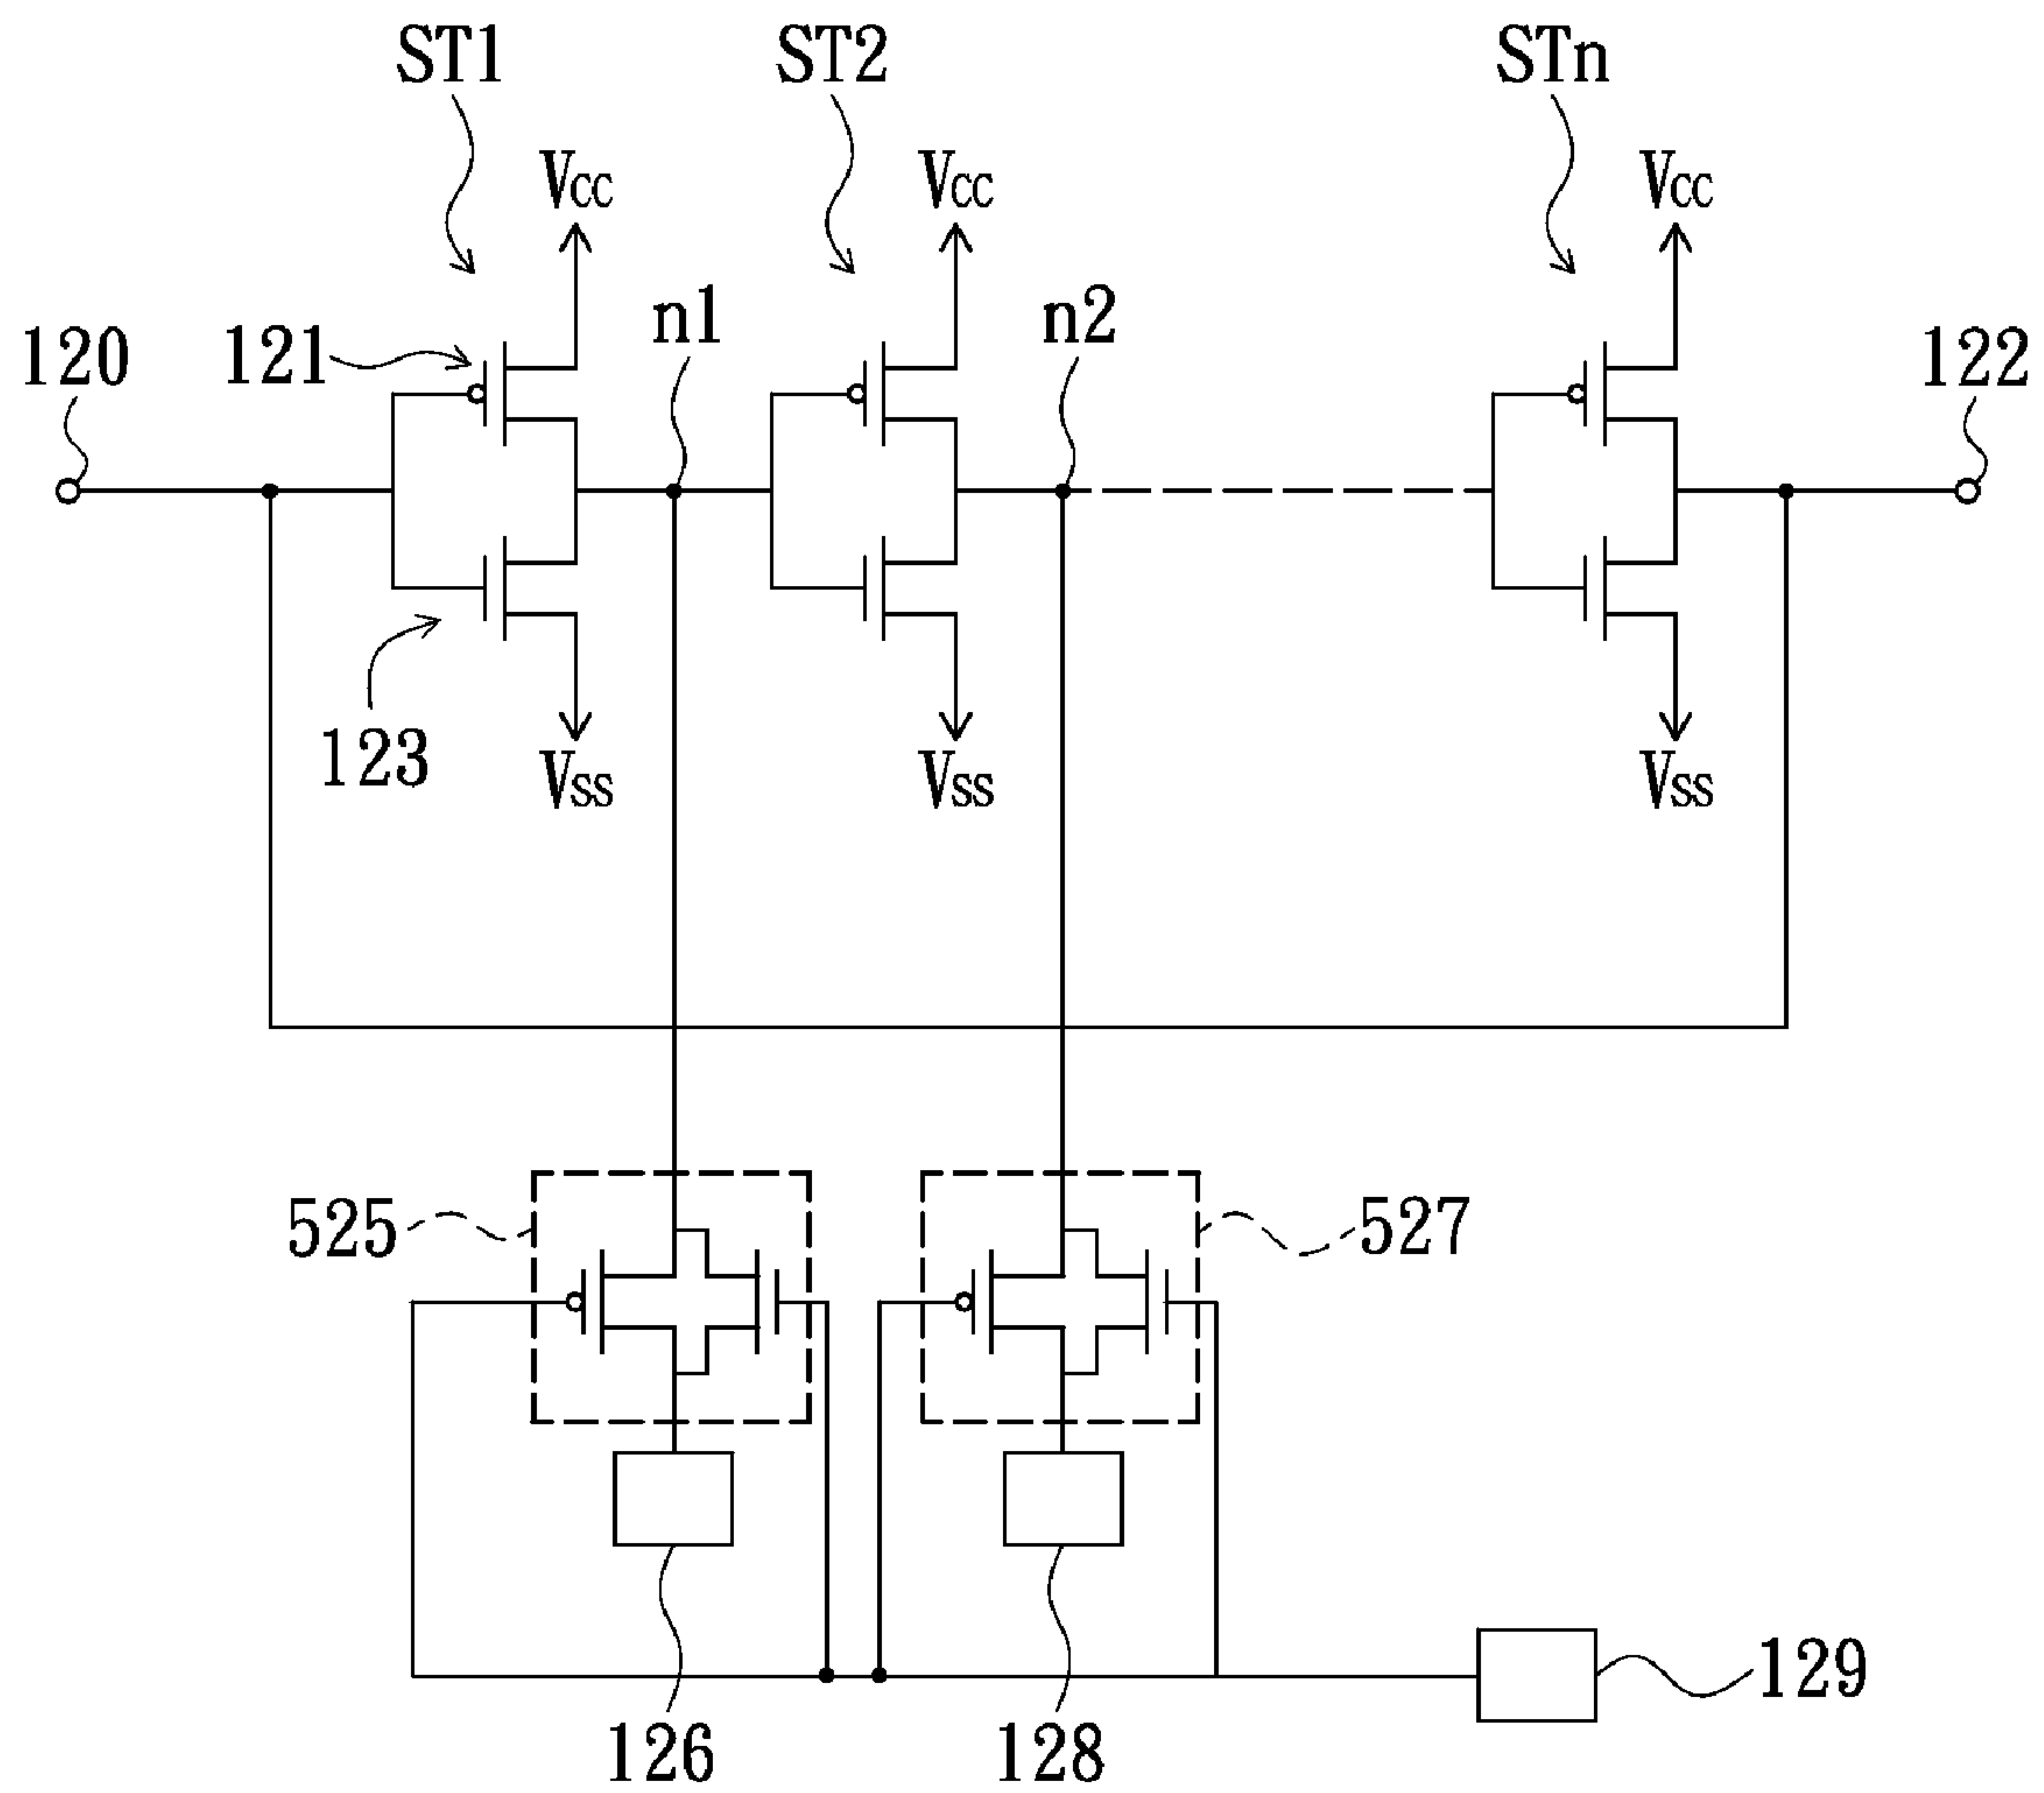 ST1 ST2 STn
VCC VCC VCC
n1 n2
120 121 122
123
VSS VSS VSS
525 527
129
126 128